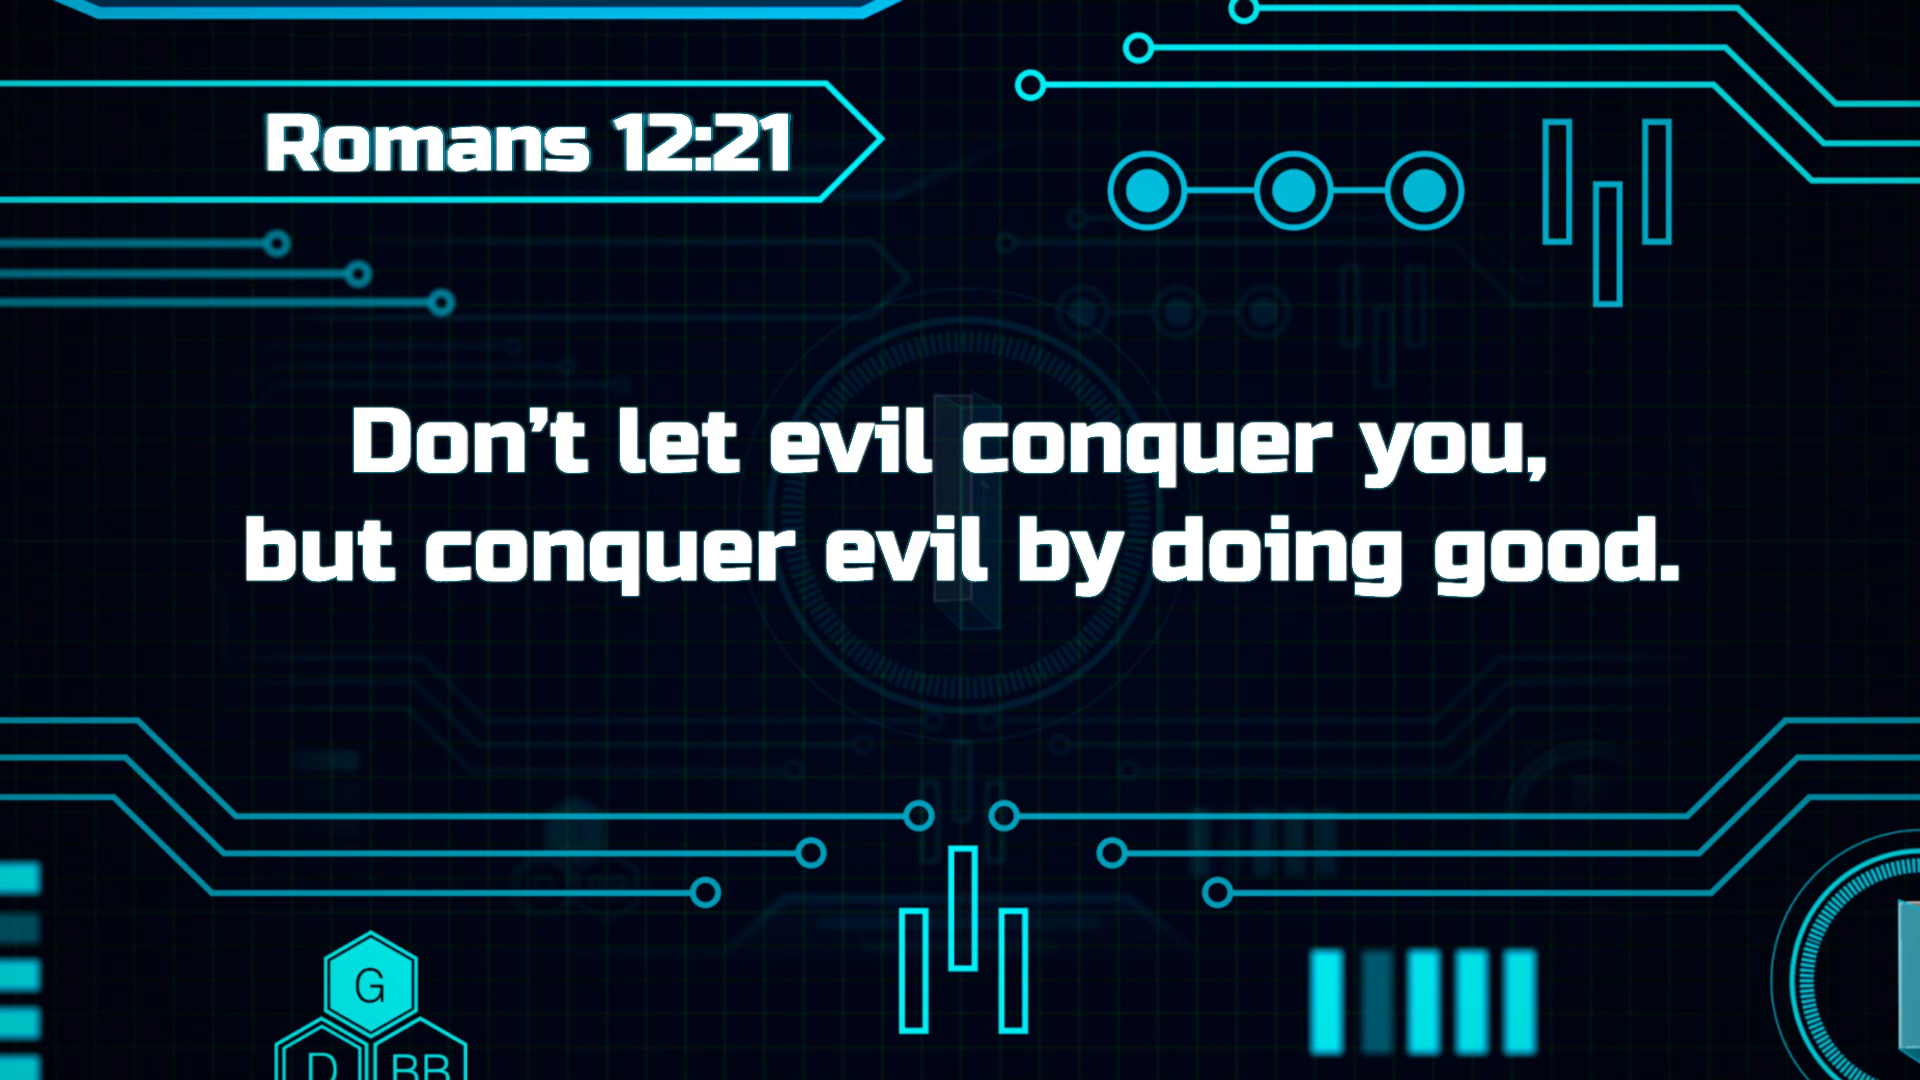 Romans 12:21
Don’t let evil conquer you,
but conquer evil by doing good.
G
D BB